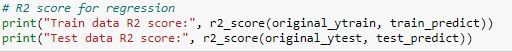 # R2 score for regression
print("Train data R2 score:", r2_score(original_ytrain, train_predict))
print("Test data R2 score:", r2_score(original_ytest, test_predict))